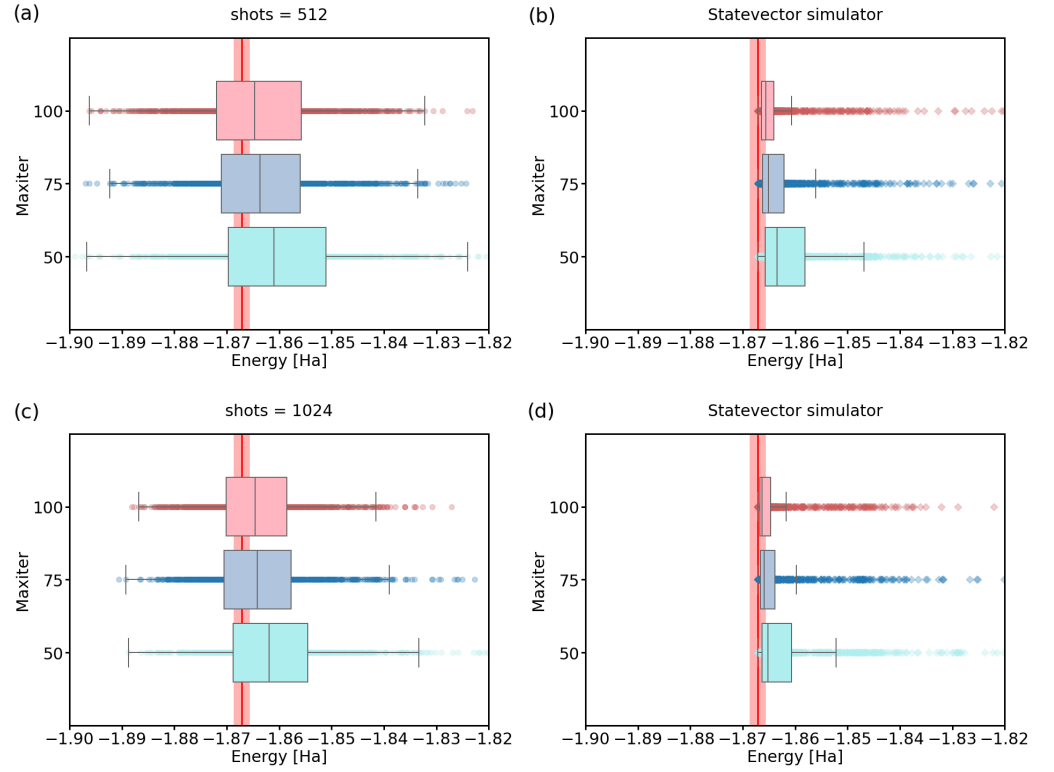 (a) shots = 512
Maxiter
100
75
50
−1.90 −1.89 −1.88 −1.87 −1.86 −1.85 −1.84 −1.83 −1.82
Energy [Ha]
(b) Statevector simulator
Maxiter
100
75
50
−1.90 −1.89 −1.88 −1.87 −1.86 −1.85 −1.84 −1.83 −1.82
Energy [Ha]
(c) shots = 1024
Maxiter
100
75
50
−1.90 −1.89 −1.88 −1.87 −1.86 −1.85 −1.84 −1.83 −1.82
Energy [Ha]
(d) Statevector simulator
Maxiter
100
75
50
−1.90 −1.89 −1.88 −1.87 −1.86 −1.85 −1.84 −1.83 −1.82
Energy [Ha]